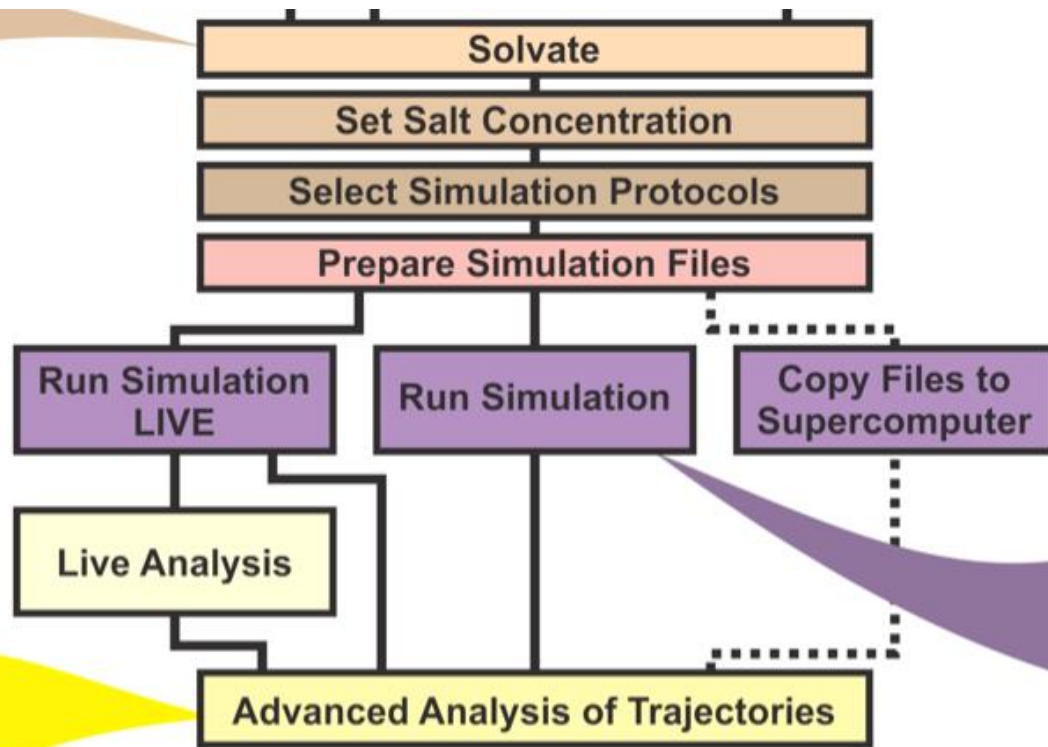 Solvate
Set Salt Concentration
Select Simulation Protocols
Prepare Simulation Files
Run Simulation
LIVE
Run Simulation
Copy Files to
Supercomputer
Live Analysis
Advanced Analysis of Trajectories